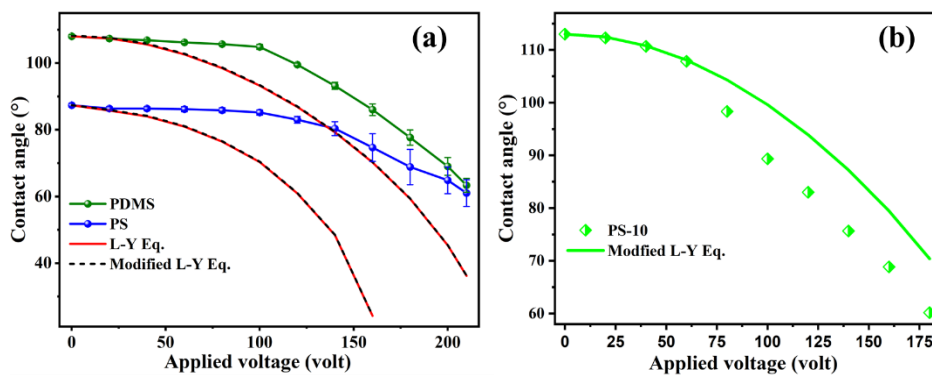 (a)
Contact angle (°)
100
80
60
40
PDMS
PS
L-Y Eq.
Modified L-Y Eq.
0
50
100
150
200
Applied voltage (volt)
(b)
Contact angle (°)
110
100
90
80
70
60
PS-10
Modfied L-Y Eq.
0
25
50
75
100
125
150
175
Applied voltage (volt)